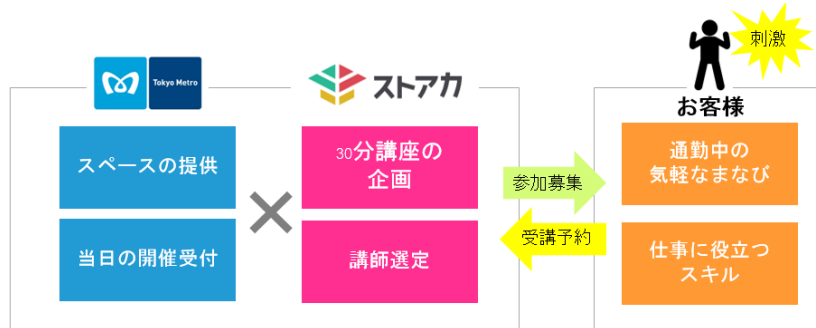 刺激
Tokyo Metro
ストアカ
お客様
スペースの提供
30分講座の
企画
通勤中の
気軽なまなび
参加募集
当日の開催受付
講師選定
受講予約
仕事に役立つ
スキル